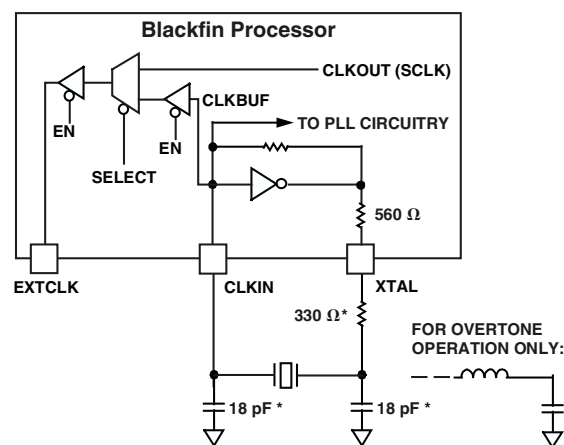 Blackfin Processor
CLKOUT (SCLK)
CLKBUF
TO PLL CIRCUITRY
EN
EN
SELECT
560 Ω
EXTCLK
CLKIN
XTAL
330 Ω*
FOR OVERTONE
OPERATION ONLY:
18 pF *
18 pF *